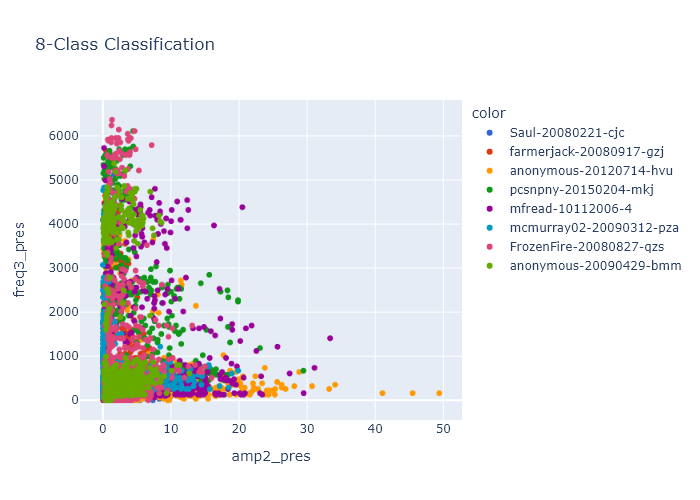 8-Class Classification
color
Saul-20080221-cjc
farmerjack-20080917-gzj
anonymous-20120714-hvu
pcsnpny-20150204-mkj
mfread-10112006-4
mcmurray02-20090312-pza
FrozenFire-20080827-qzs
anonymous-20090429-bmm
freq3_pres
6000
5000
4000
3000
2000
1000
0
0 10 20 30 40 50
amp2_pres